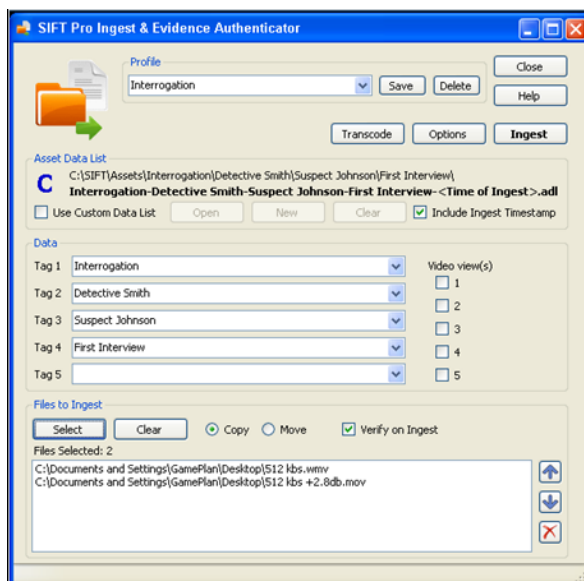 SIFT Pro Ingest & Evidence Authenticator
Profile
Interrogation
Save
Delete
Close
Help
Transcode
Options
Ingest
Asset Data List
C
C:\SIFT\Assets\Interrogation\Detective Smith\Suspect Johnson\First Interview\
Interrogation-Detective Smith-Suspect Johnson-First Interview-<Time of Ingest>.adl
Use Custom Data List
Open
New
Clear
Include Ingest Timestamp
Data
Tag 1 Interrogation
Video view(s)
1
Tag 2 Detective Smith
2
Tag 3 Suspect Johnson
3
Tag 4 First Interview
4
Tag 5
5
Files to Ingest
Select
Clear
Copy
Move
Verify on Ingest
Files Selected: 2
C:\Documents and Settings\GamePlan\Desktop\512 kbs.wmv
C:\Documents and Settings\GamePlan\Desktop\512 kbs +2.8db.mov